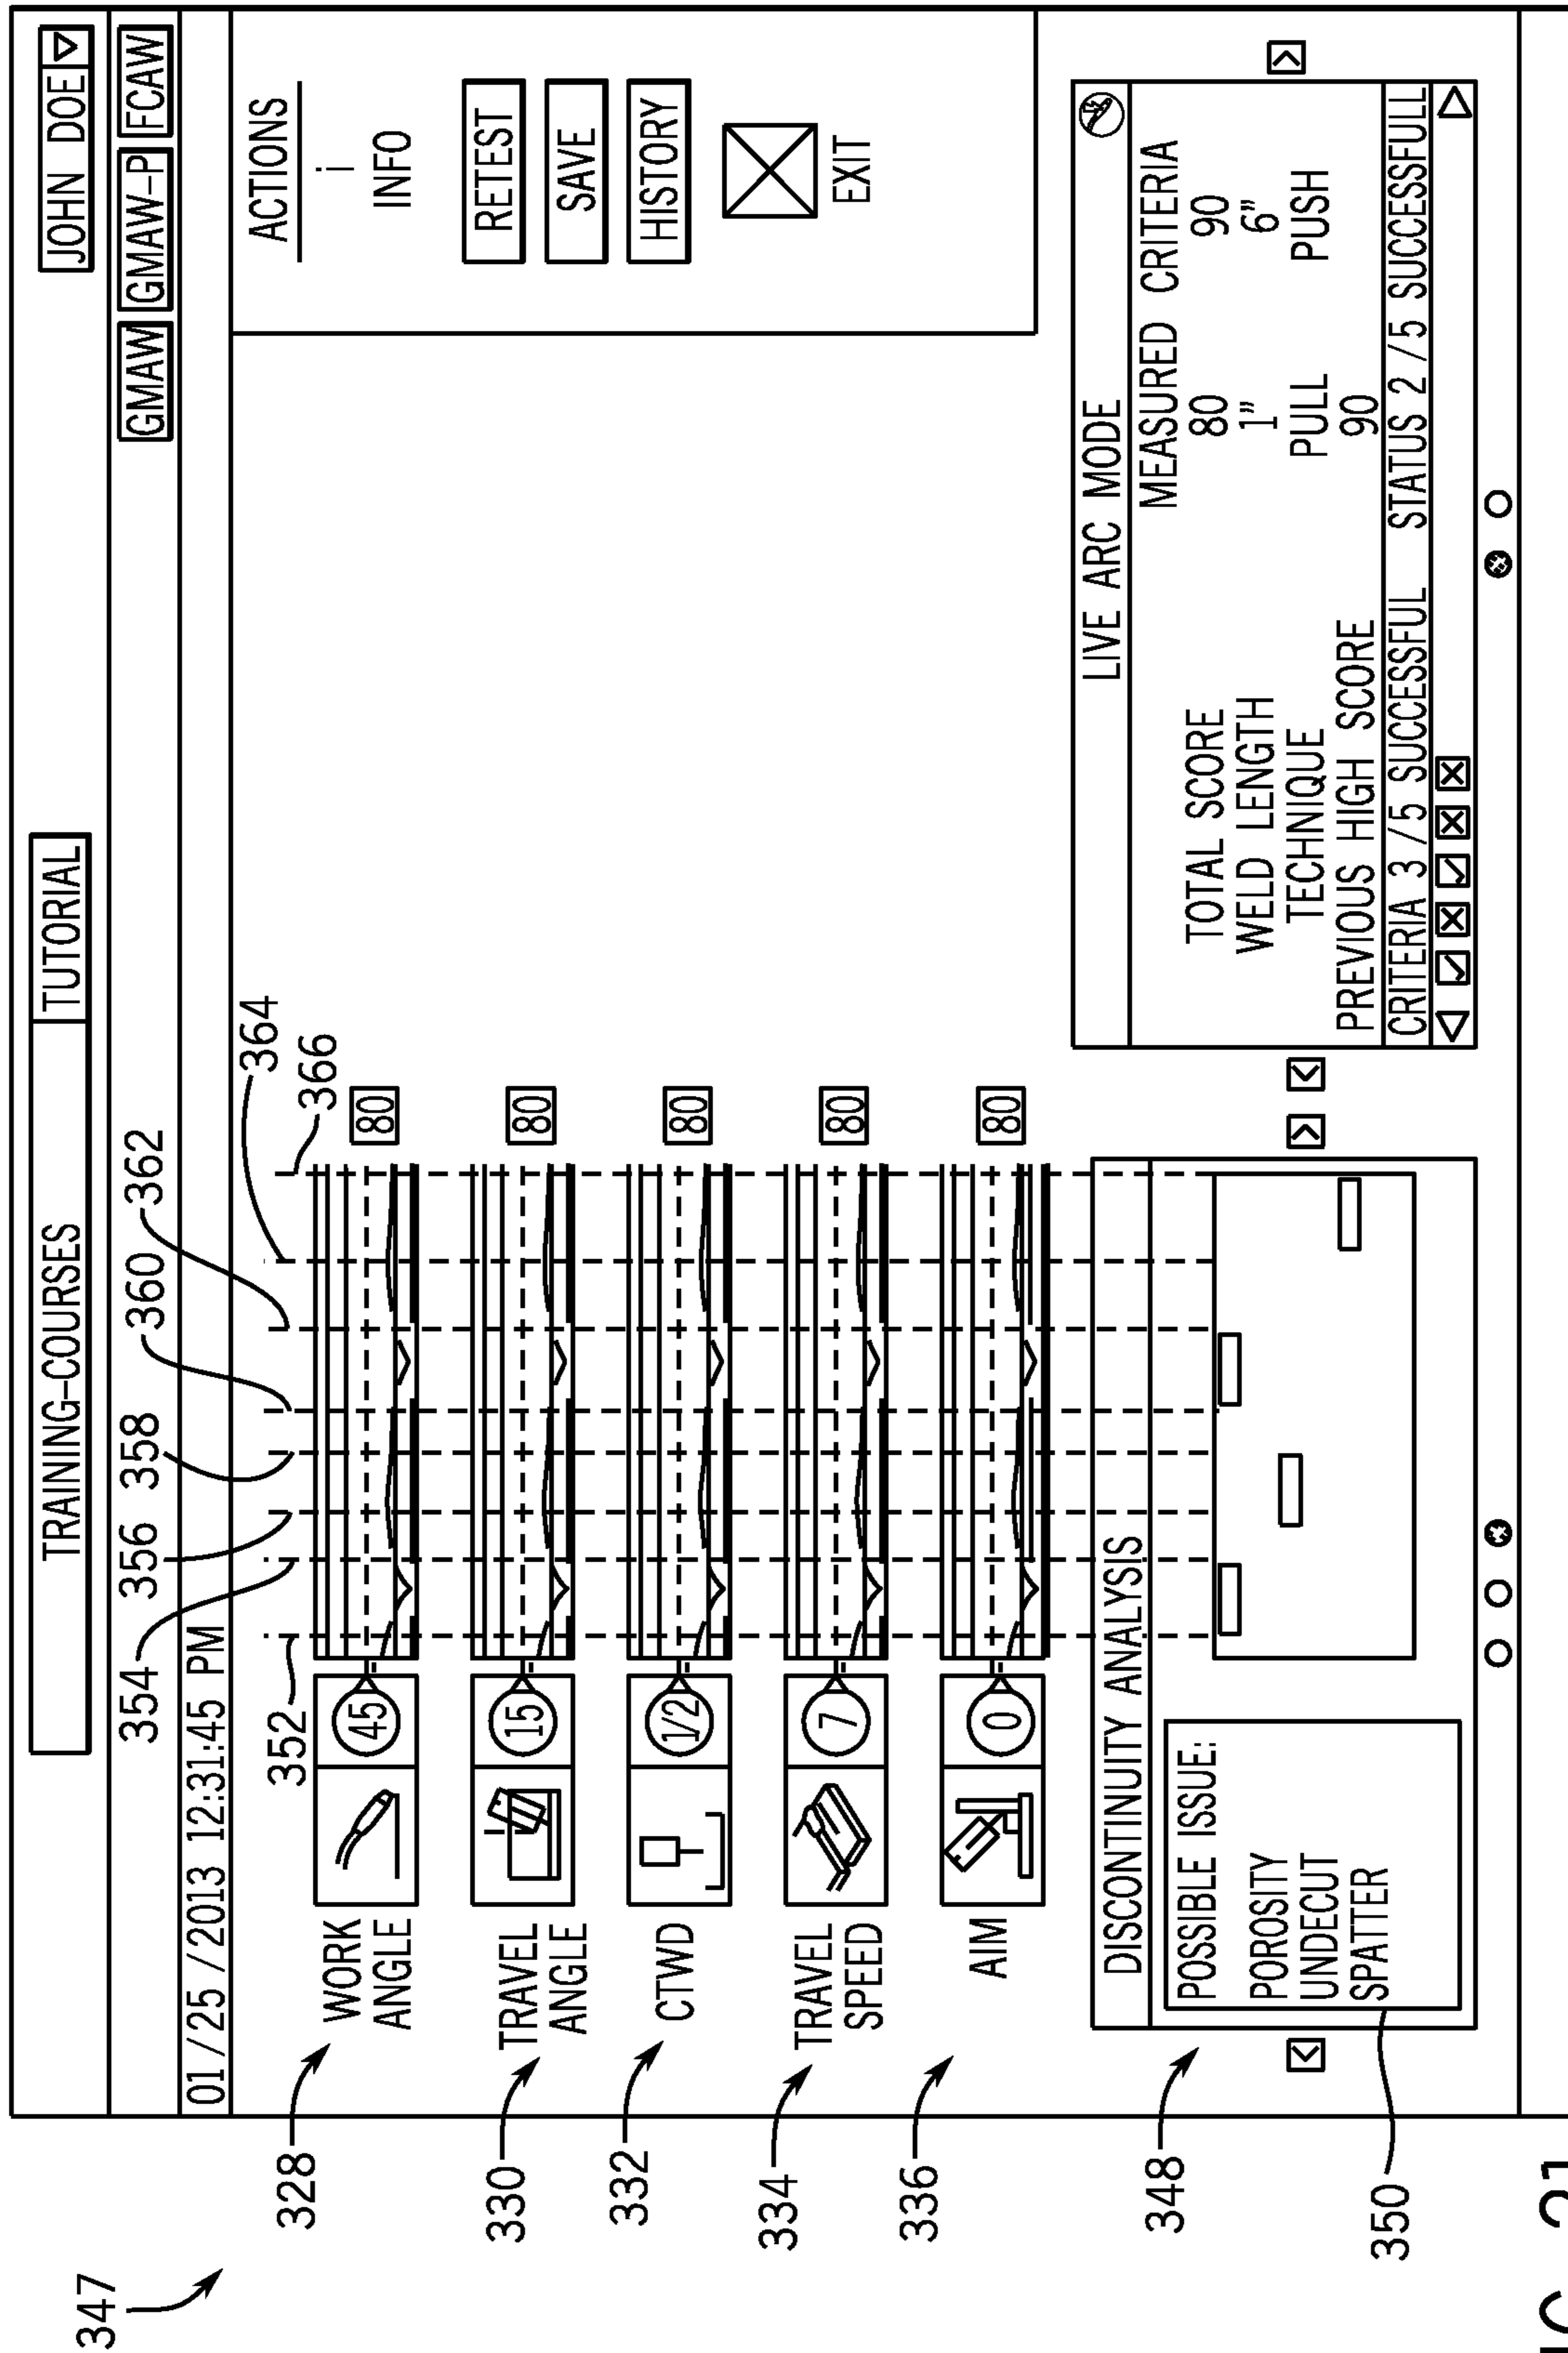 347
TRAINING-COURSES TUTORIAL
JOHN DOE
GMAW GMAW-P FCAW
354 356 358 360 362
01 /25 /2013 12:31:45 PM
352
364
366
328
WORK
ANGLE
45
80
330
TRAVEL
ANGLE
15
80
332
CTWD
1/2
80
334
TRAVEL
SPEED
7
80
336
AIM
0
80
ACTIONS
i
INFO
RETEST
SAVE
HISTORY
EXIT
348
DISCONTINUITY ANALYSIS
POSSIBLE ISSUE:
POROSITY
UNDECUT
SPATTER
350
LIVE ARC MODE
MEASURED CRITERIA
TOTAL SCORE 80 90
WELD LENGTH 1" 6"
TECHNIQUE PULL PUSH
PREVIOUS HIGH SCORE 90
CRITERIA 3 /5 SUCCESSFUL STATUS 2 /5 SUCCESSFULL